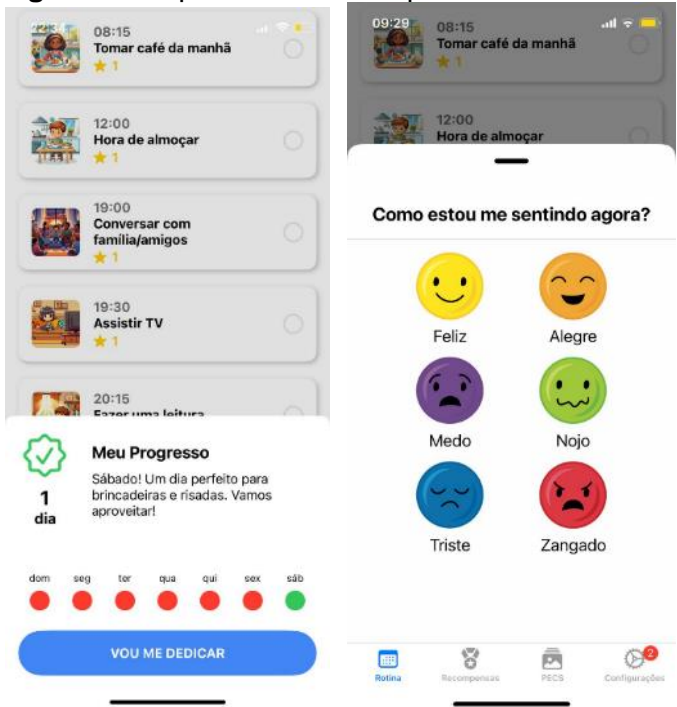 08:15
Tomar café da manhã
1
12:00
Hora de almoçar
1
19:00
Conversar com
família/amigos
1
19:30
Assistir TV
1
20:15
Fazer uma leitura
Meu Progresso
Sábado! Um dia perfeito para
brincadeiras e risadas. Vamos
aproveitar!
1
dia
dom seg ter qua qui sex sáb
VOU ME DEDICAR
09:29
08:15
Tomar café da manhã
1
12:00
Hora de almoçar
Como estou me sentindo agora?
Feliz Alegre
Medo Nojo
Triste Zangado
2
Rotina Recompensas PECS Configurações